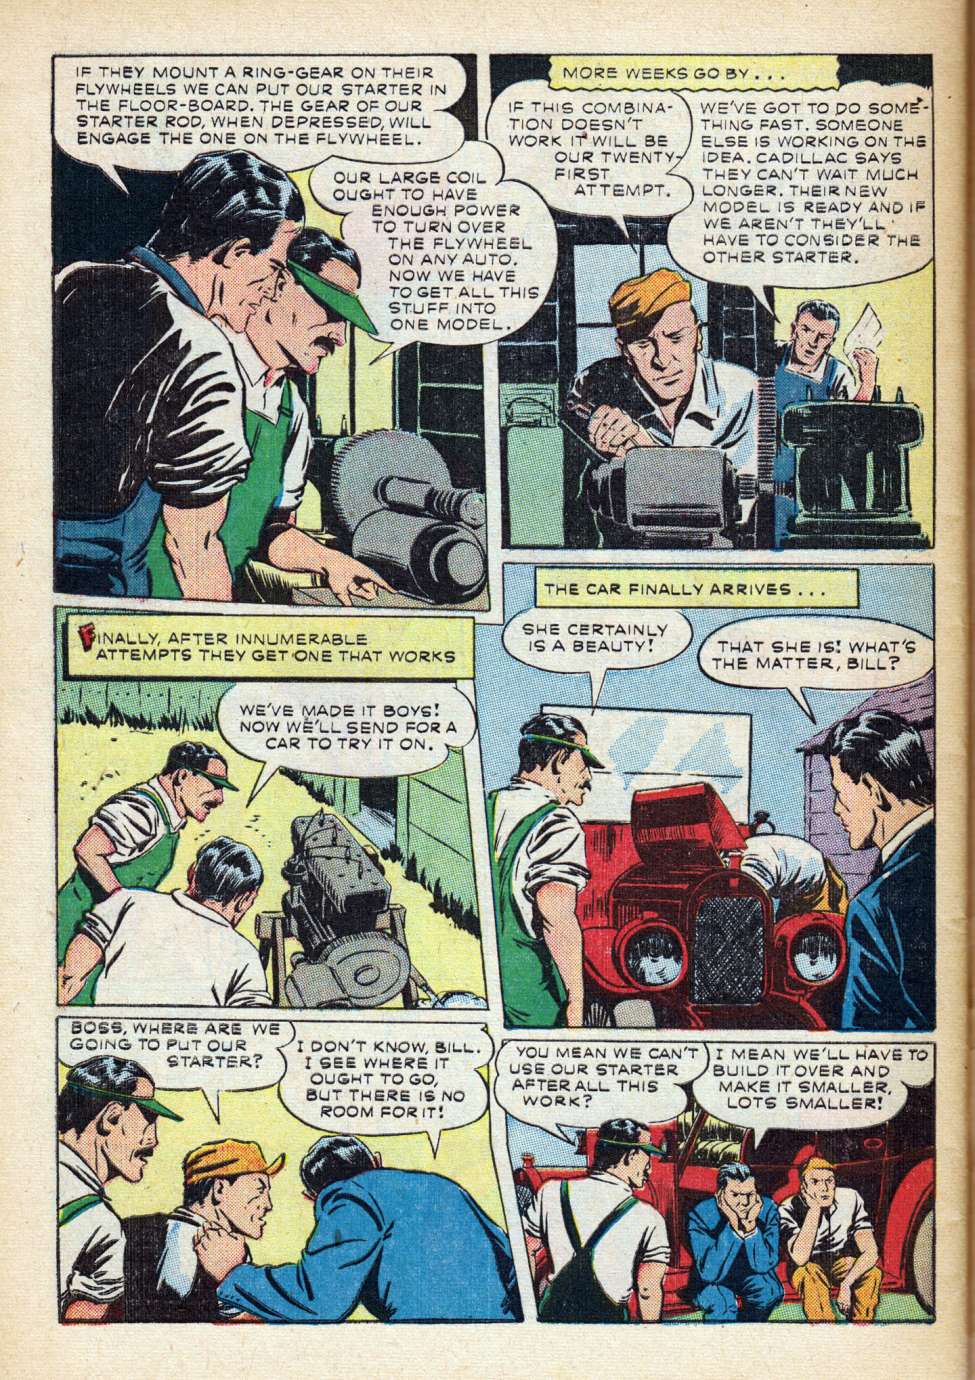 IF THEY MOUNT A RING-GEAR ON THEIR
FLYWHEELS WE CAN PUT OUR STARTER IN
THE FLOOR-BOARD. THE GEAR OF OUR
STARTER ROD, WHEN DEPRESSED, WILL
ENGAGE THE ONE ON THE FLYWHEEL.
OUR LARGE COIL
OUGHT TO HAVE
ENOUGH POWER
TO TURN OVER
THE FLYWHEEL
ON ANY AUTO.
NOW WE HAVE
TO GET ALL THIS
STUFF INTO
ONE MODEL.
MORE WEEKS GO BY...
IF THIS COMBINA-
TION DOESN'T
WORK IT WILL BE
OUR TWENTY-
FIRST
ATTEMPT.
WE'VE GOT TO DO SOME-
THING FAST. SOMEONE
ELSE IS WORKING ON THE
IDEA. CADILLAC SAYS
THEY CAN'T WAIT MUCH
LONGER. THEIR NEW
MODEL IS READY AND IF
WE AREN'T THEY'LL
HAVE TO CONSIDER THE
OTHER STARTER.
FINALLY, AFTER INNUMERABLE
ATTEMPTS THEY GET ONE THAT WORKS
WE'VE MADE IT BOYS!
NOW WE'LL SEND FOR A
CAR TO TRY IT ON.
THE CAR FINALLY ARRIVES...
SHE CERTAINLY
IS A BEAUTY!
THAT SHE IS! WHAT'S
THE MATTER, BILL?
BOSS, WHERE ARE WE
GOING TO PUT OUR
STARTER?
I DON'T KNOW, BILL.
I SEE WHERE IT
OUGHT TO GO,
BUT THERE IS NO
ROOM FOR IT!
YOU MEAN WE CAN'T
USE OUR STARTER
AFTER ALL THIS
WORK?
I MEAN WE'LL HAVE TO
BUILD IT OVER AND
MAKE IT SMALLER,
LOTS SMALLER!